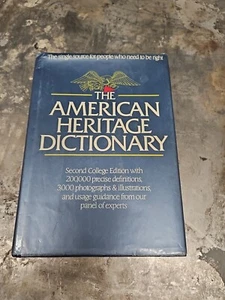 The single source for people who need to be right
THE
AMERICAN
HERITAGE
DICTIONARY
Second College Edition with
200,000 precise definitions,
3,000 photographs & illustrations,
and usage guidance from our
panel of experts